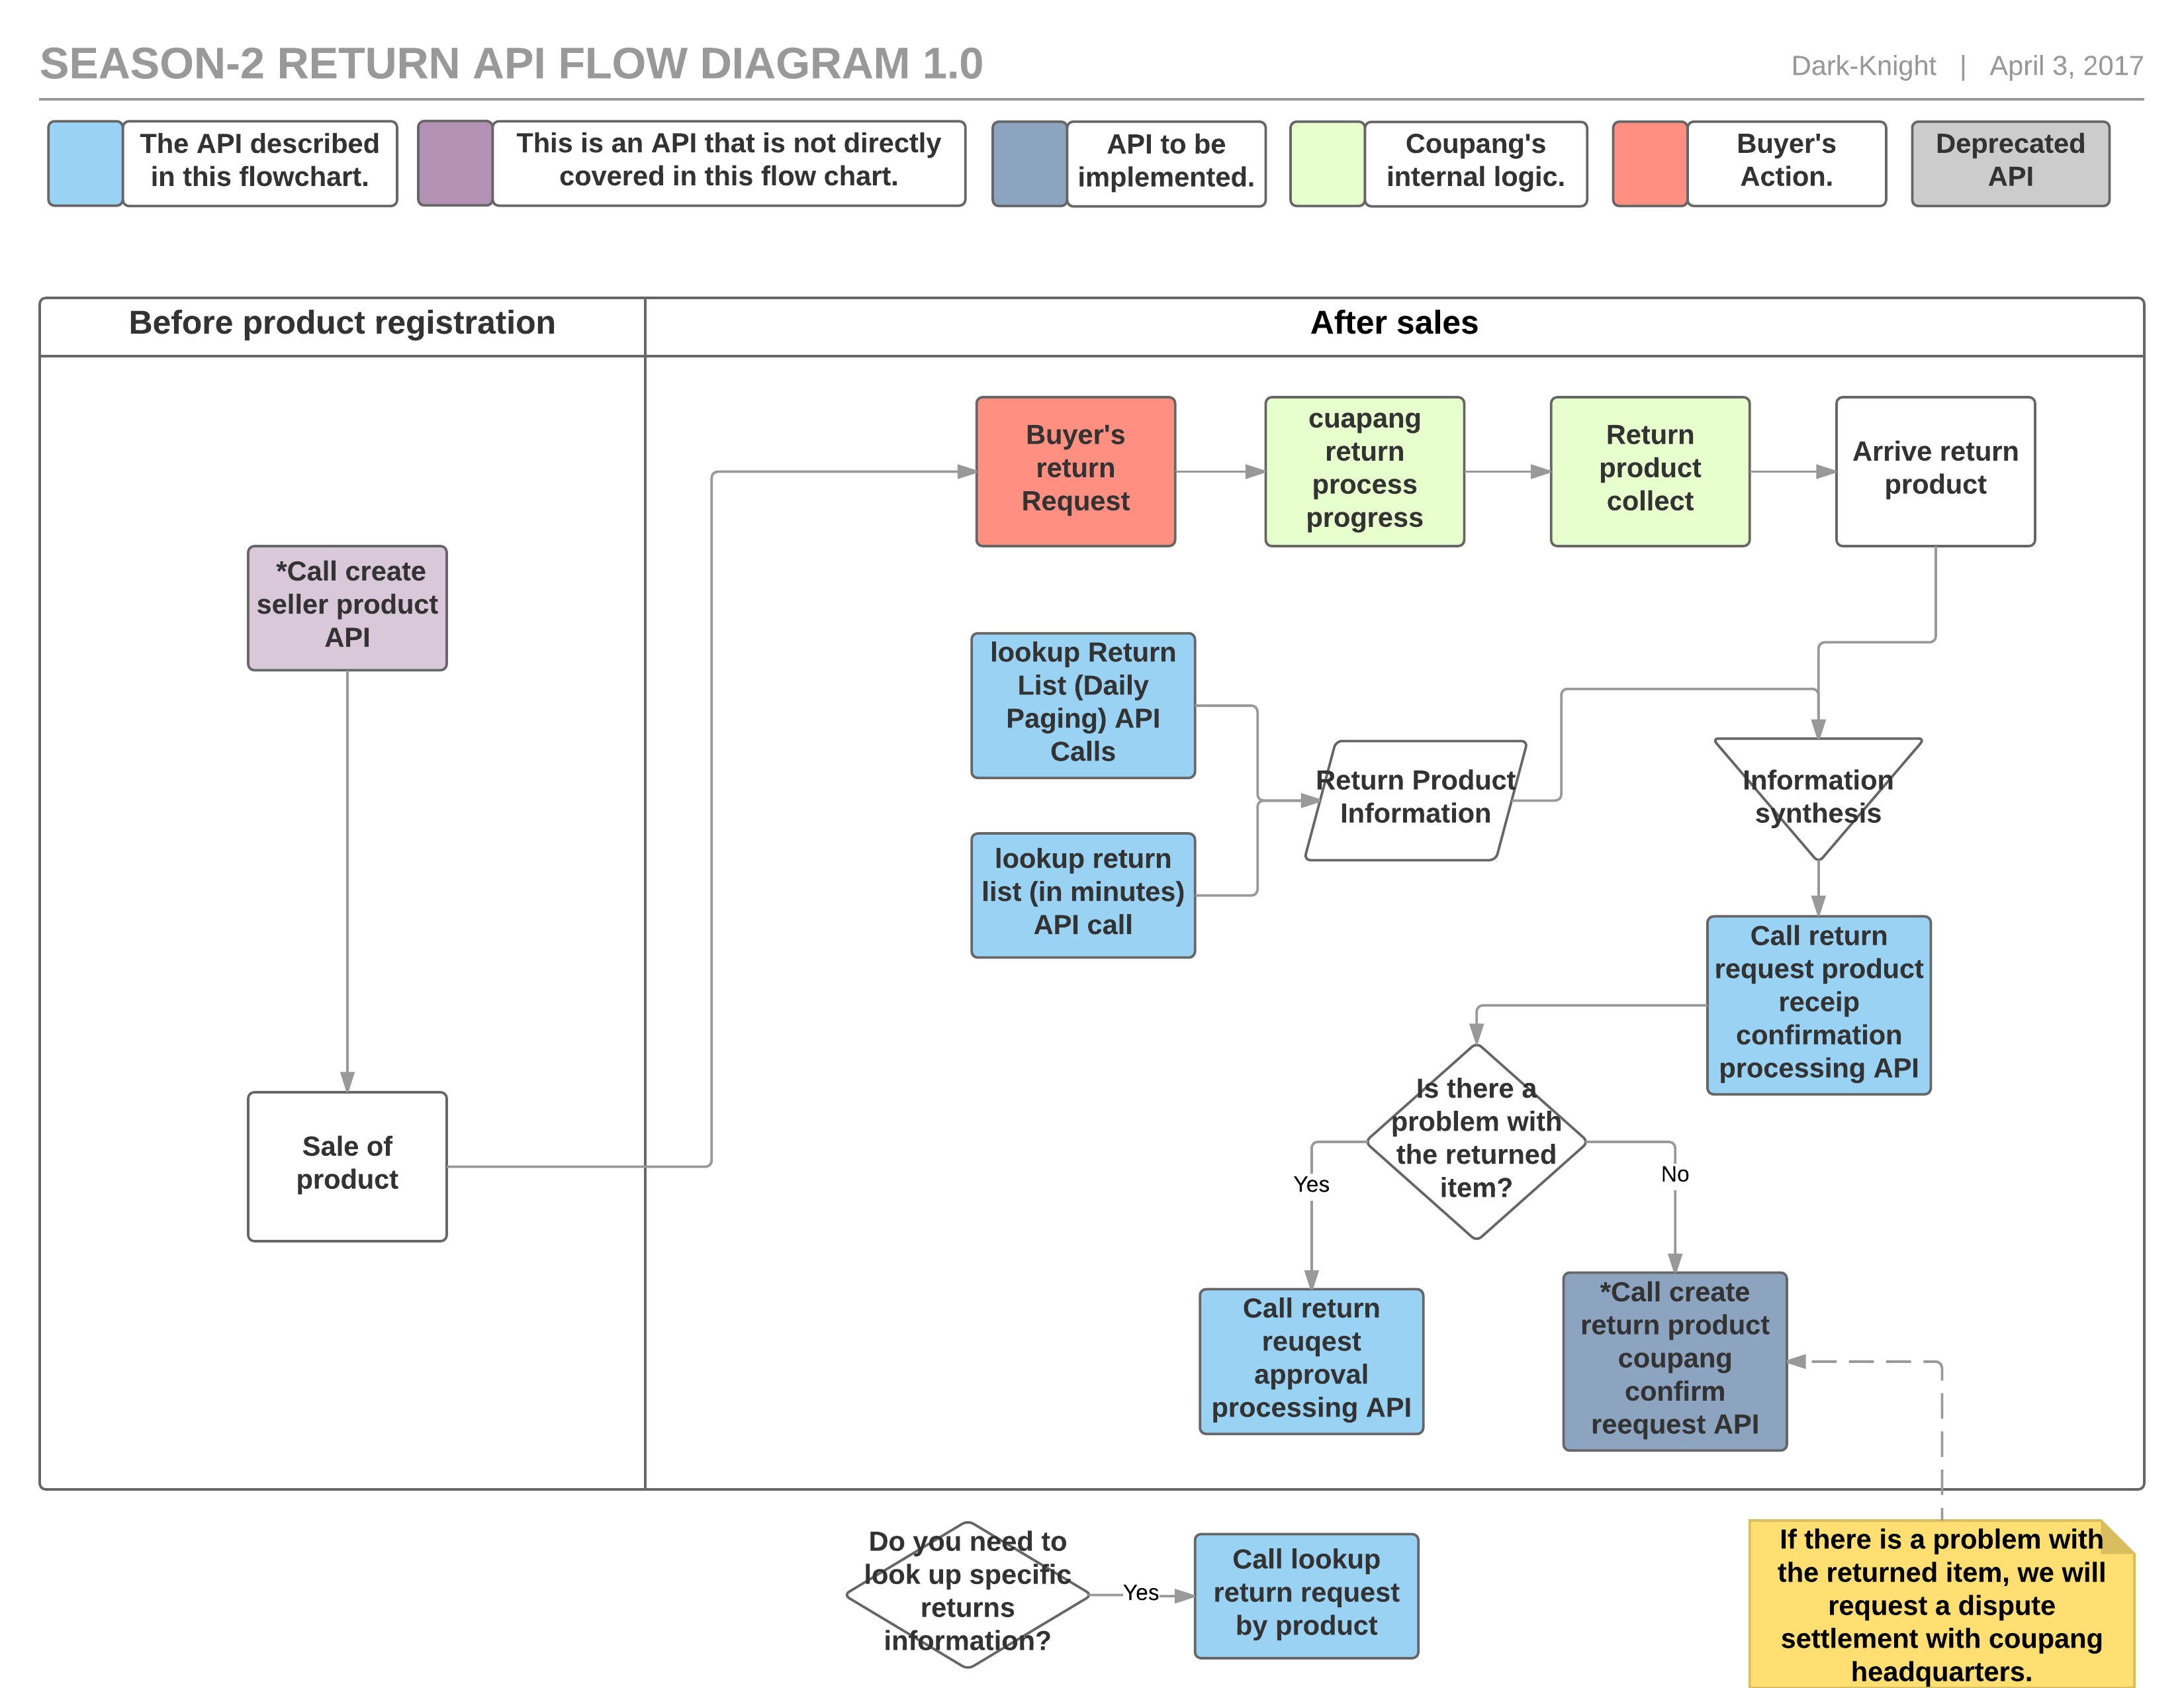 SEASON-2 RETURN API FLOW DIAGRAM 1.0
Dark-Knight | April 3, 2017
The API described
in this flowchart.
This is an API that is not directly
covered in this flow chart.
API to be
implemented.
Coupang's
internal logic.
Buyer's
Action.
Deprecated
API
Before product registration
After sales
*Call create
seller product
API
Sale of
product
Buyer's
return
Request
cuapang
return
process
progress
Return
product
collect
Arrive return
product
lookup Return
List (Daily
Paging) API
Calls
lookup return
list (in minutes)
API call
Return Product
Information
Information
synthesis
Call return
request product
receip
confirmation
processing API
Is there a
problem with
the returned
item?
Yes
No
Call return
reuqest
approval
processing API
*Call create
return product
coupang
confirm
reequest API
Do you need to
look up specific
returns
information?
Yes
Call lookup
return request
by product
If there is a problem with
the returned item, we will
request a dispute
settlement with coupang
headquarters.